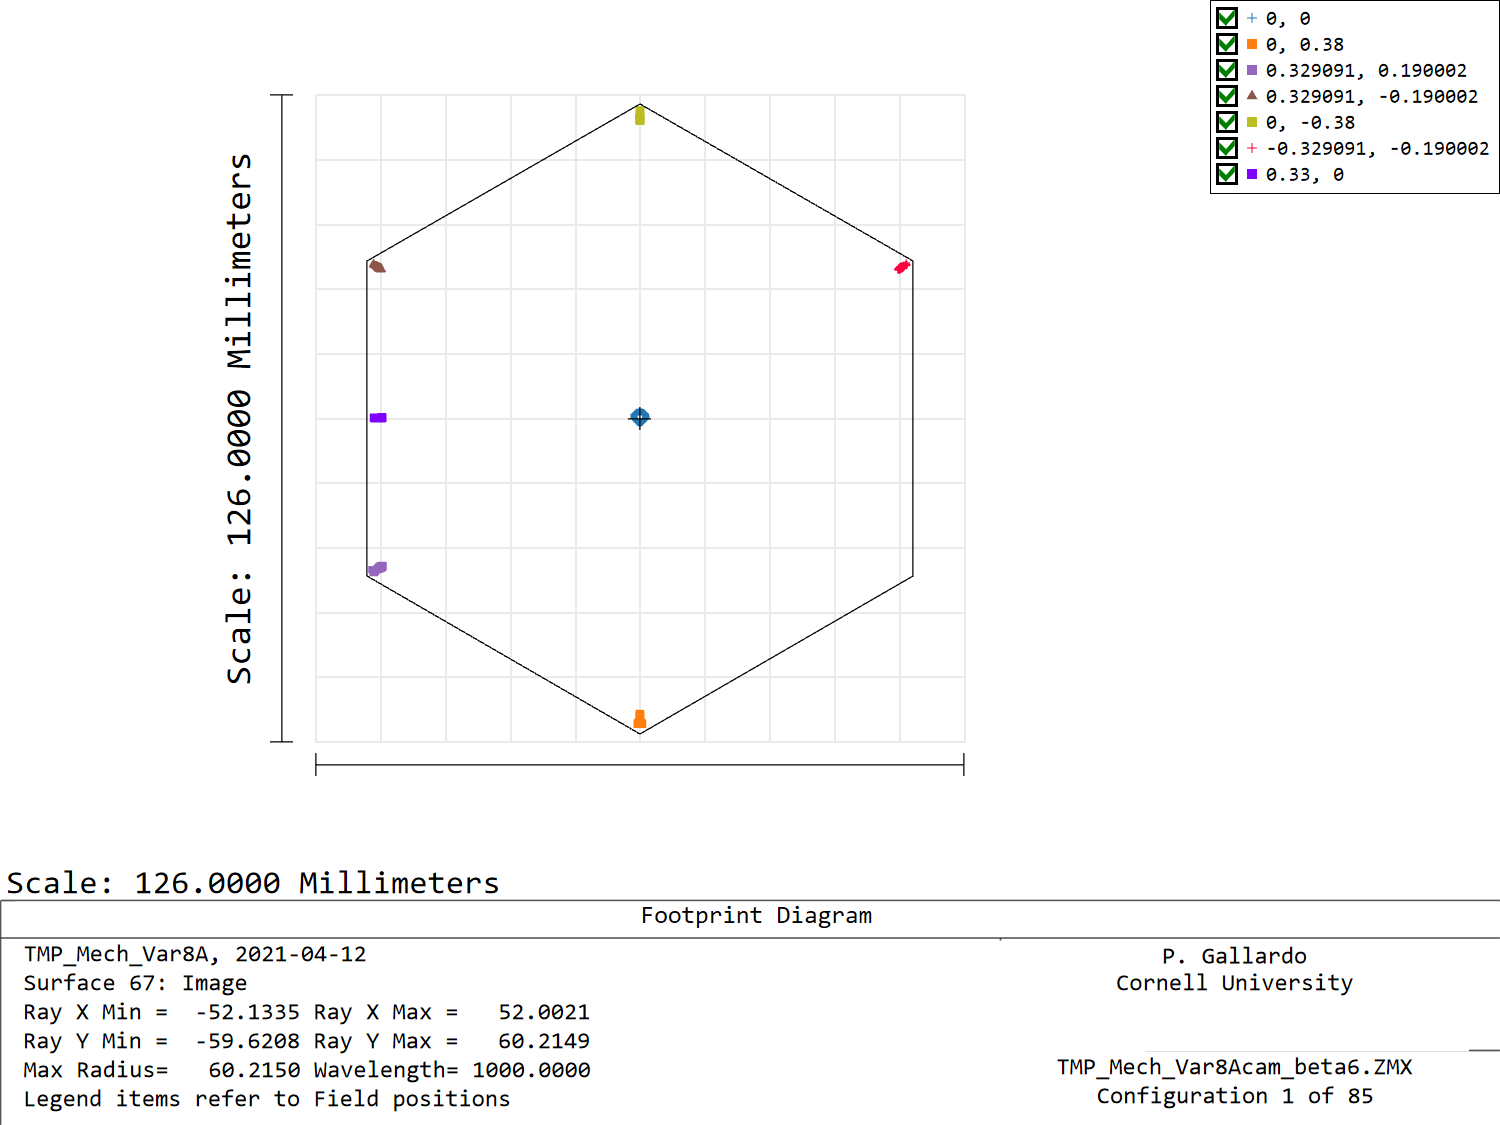 0, 0
0, 0.38
0.329091, 0.190002
0.329091, -0.190002
0, -0.38
-0.329091, -0.190002
0.33, 0
Scale: 126.0000 Millimeters
Scale: 126.0000 Millimeters
Footprint Diagram
TMP_Mech_Var8A, 2021-04-12
Surface 67: Image
Ray X Min = -52.1335 Ray X Max = 52.0021
Ray Y Min = -59.6208 Ray Y Max = 60.2149
Max Radius= 60.2150 Wavelength= 1000.0000
Legend items refer to Field positions
P. Gallardo
Cornell University
TMP_Mech_Var8Acam_beta6.ZMX
Configuration 1 of 85